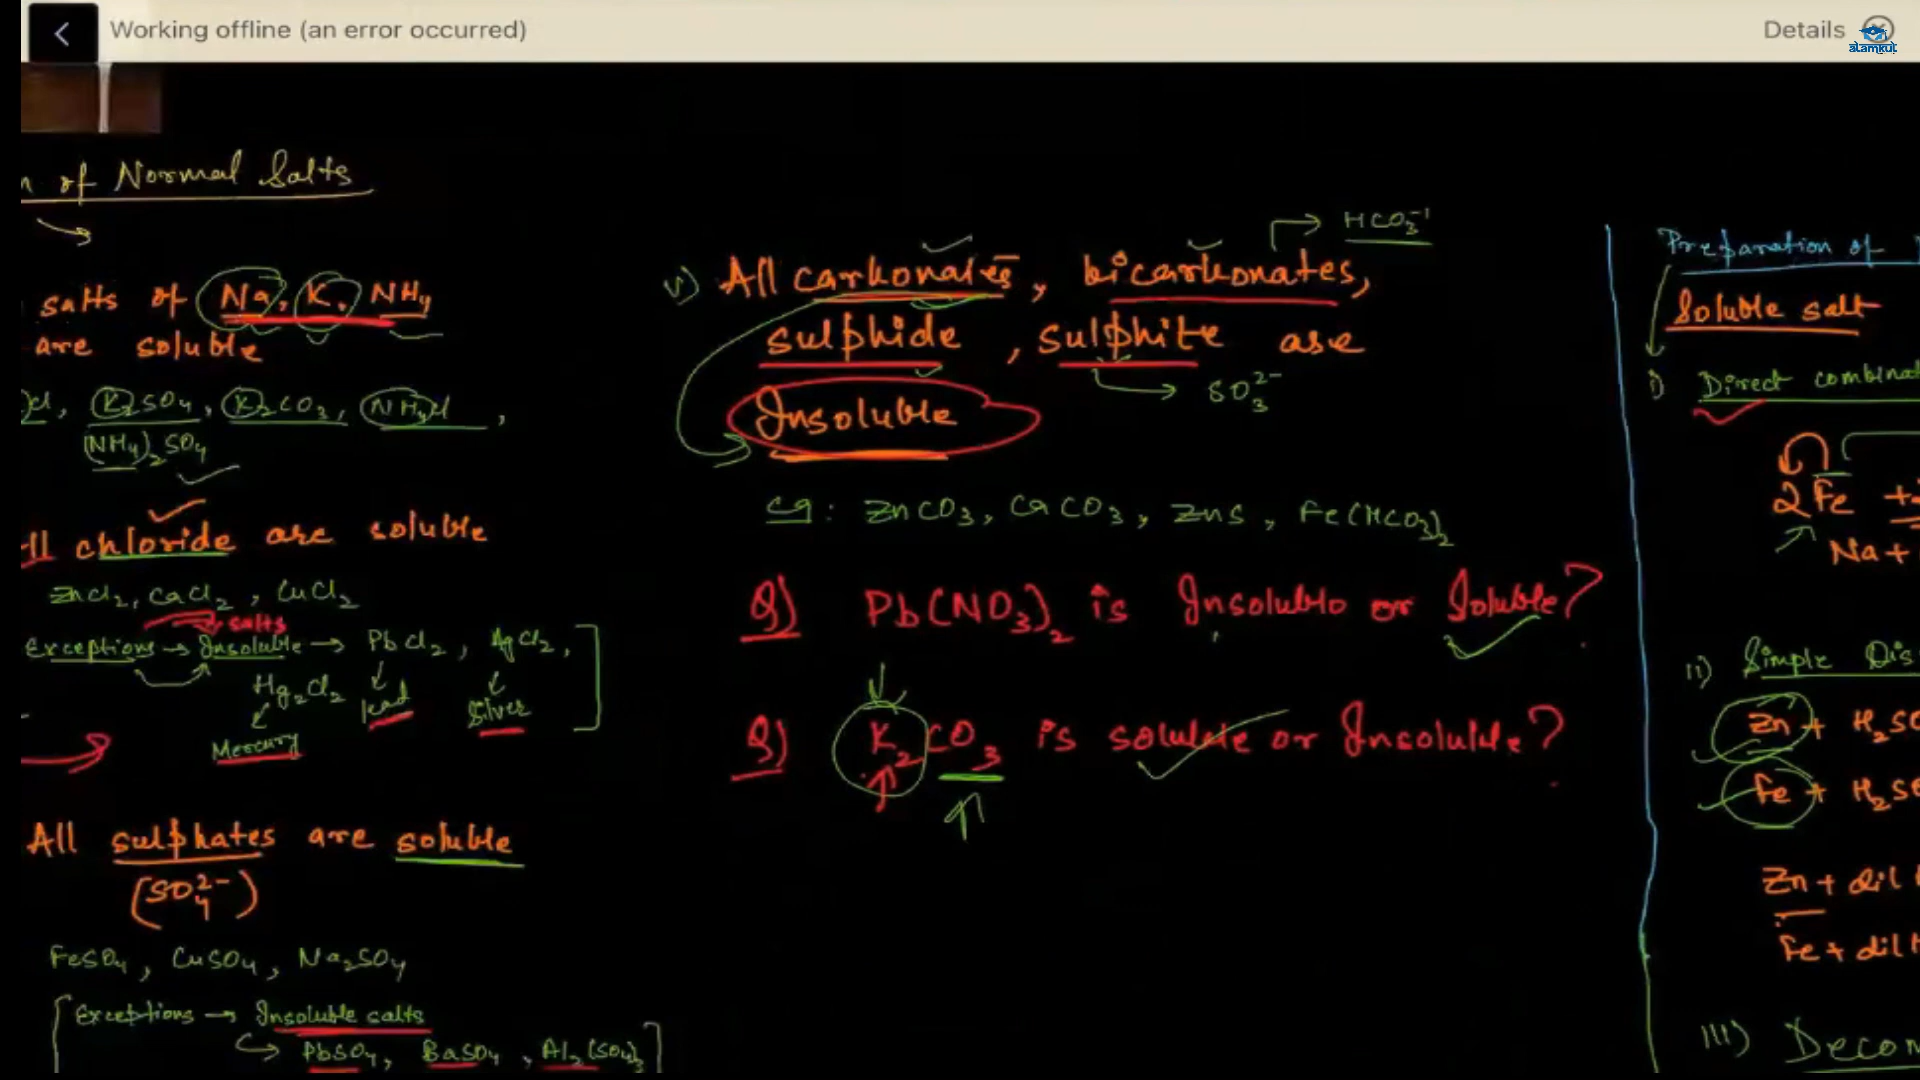 Working offline (an error occurred)
Details
alamkul
of Normal Salts
salts of Na, K, NH4
are soluble
Cl, K2SO4, K2CO3, NH4Cl,
(NH4)2SO4
ll chloride are soluble
ZnCl2, CaCl2, CuCl2
salts
Exceptions → Insoluble → PbCl2, AgCl2,
Hg2Cl2 lead Silver
Mercury
All sulphates are soluble
(SO4^2-)
FeSO4, CuSO4, Na2SO4
Exceptions → Insoluble salts
PbSO4, BaSO4, Al2(SO4)3
→ HCO3^-1
v) All carbonates, bicarbonates,
sulphide, sulphite are
→ SO3^2-
Insoluble
eg: ZnCO3, CaCO3, ZnS, Fe(HCO3)2
Q) Pb(NO3)2 is Insoluble or Soluble?
Q) K2CO3 is soluble or Insoluble?
Preparation of
Soluble salt
i) Direct combinat
2Fe +
Na +
ii) Simple Dis
Zn + H2SO
Fe + H2SO
Zn + dil
Fe + dil H
III) Decom